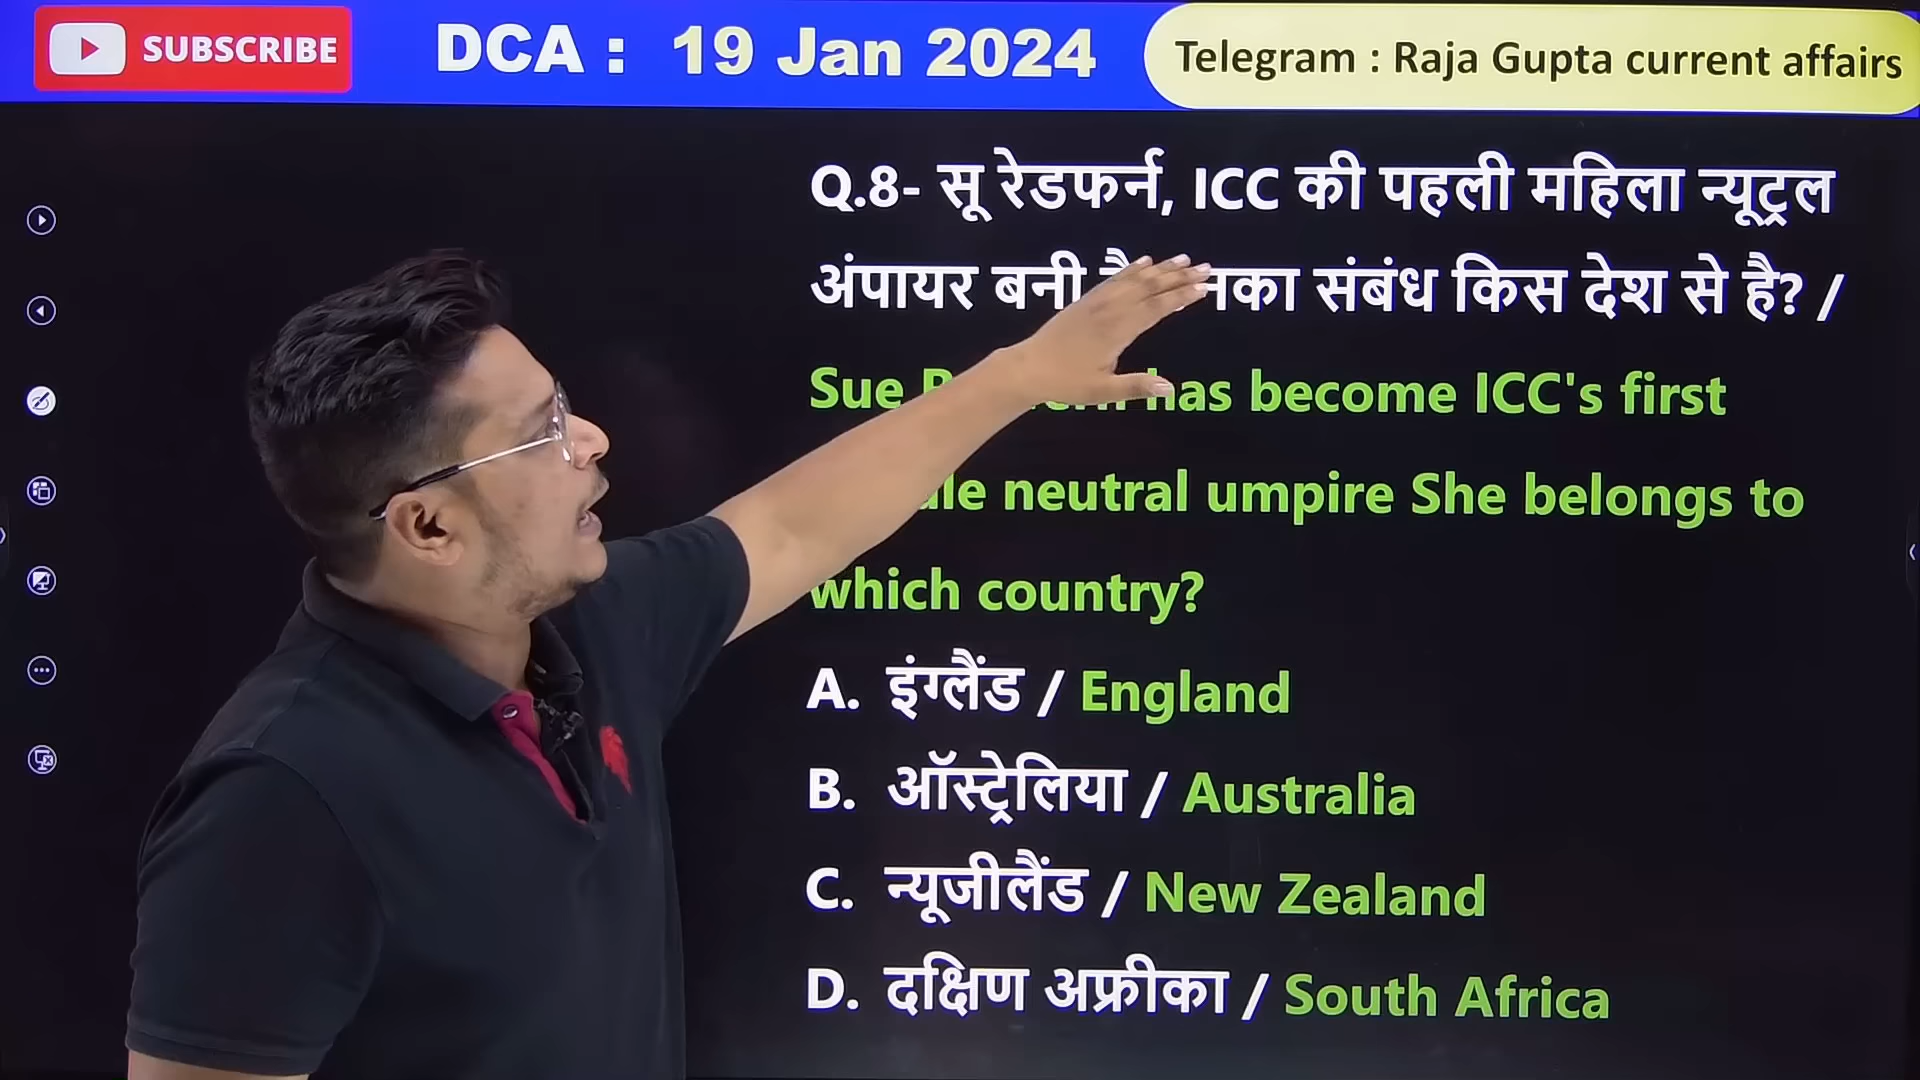 SUBSCRIBE
DCA : 19 Jan 2024
Telegram : Raja Gupta current affairs
Q.8- सू रेडफर्न, ICC की पहली महिला न्यूट्रल
अंपायर बनी संबंध किस देश से है? /
Sue has become ICC's first
neutral umpire She belongs to
which country?
A. इंग्लैंड / England
B. ऑस्ट्रेलिया / Australia
C. न्यूजीलैंड / New Zealand
D. दक्षिण अफ्रीका / South Africa